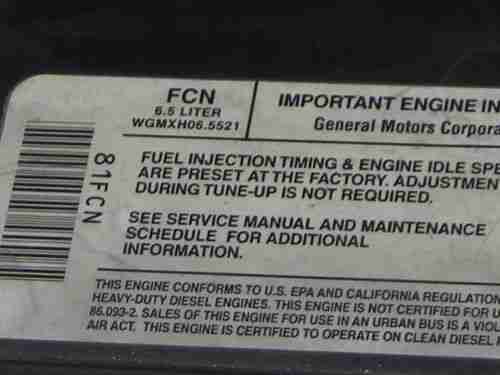 FCN
6.5 LITER
WGMXH06.5521
IMPORTANT ENGINE IN
General Motors Corpora
81FCN
FUEL INJECTION TIMING & ENGINE IDLE SPE
ARE PRESET AT THE FACTORY. ADJUSTMENT
DURING TUNE-UP IS NOT REQUIRED.
SEE SERVICE MANUAL AND MAINTENANCE
SCHEDULE FOR ADDITIONAL
INFORMATION.
THIS ENGINE CONFORMS TO U.S. EPA AND CALIFORNIA REGULATION
HEAVY-DUTY DIESEL ENGINES. THIS ENGINE IS NOT CERTIFIED FOR U
86.093-2. SALES OF THIS ENGINE FOR USE IN AN URBAN BUS IS A VIOL
AIR ACT. THIS ENGINE IS CERTIFIED TO OPERATE ON CLEAN DIESEL